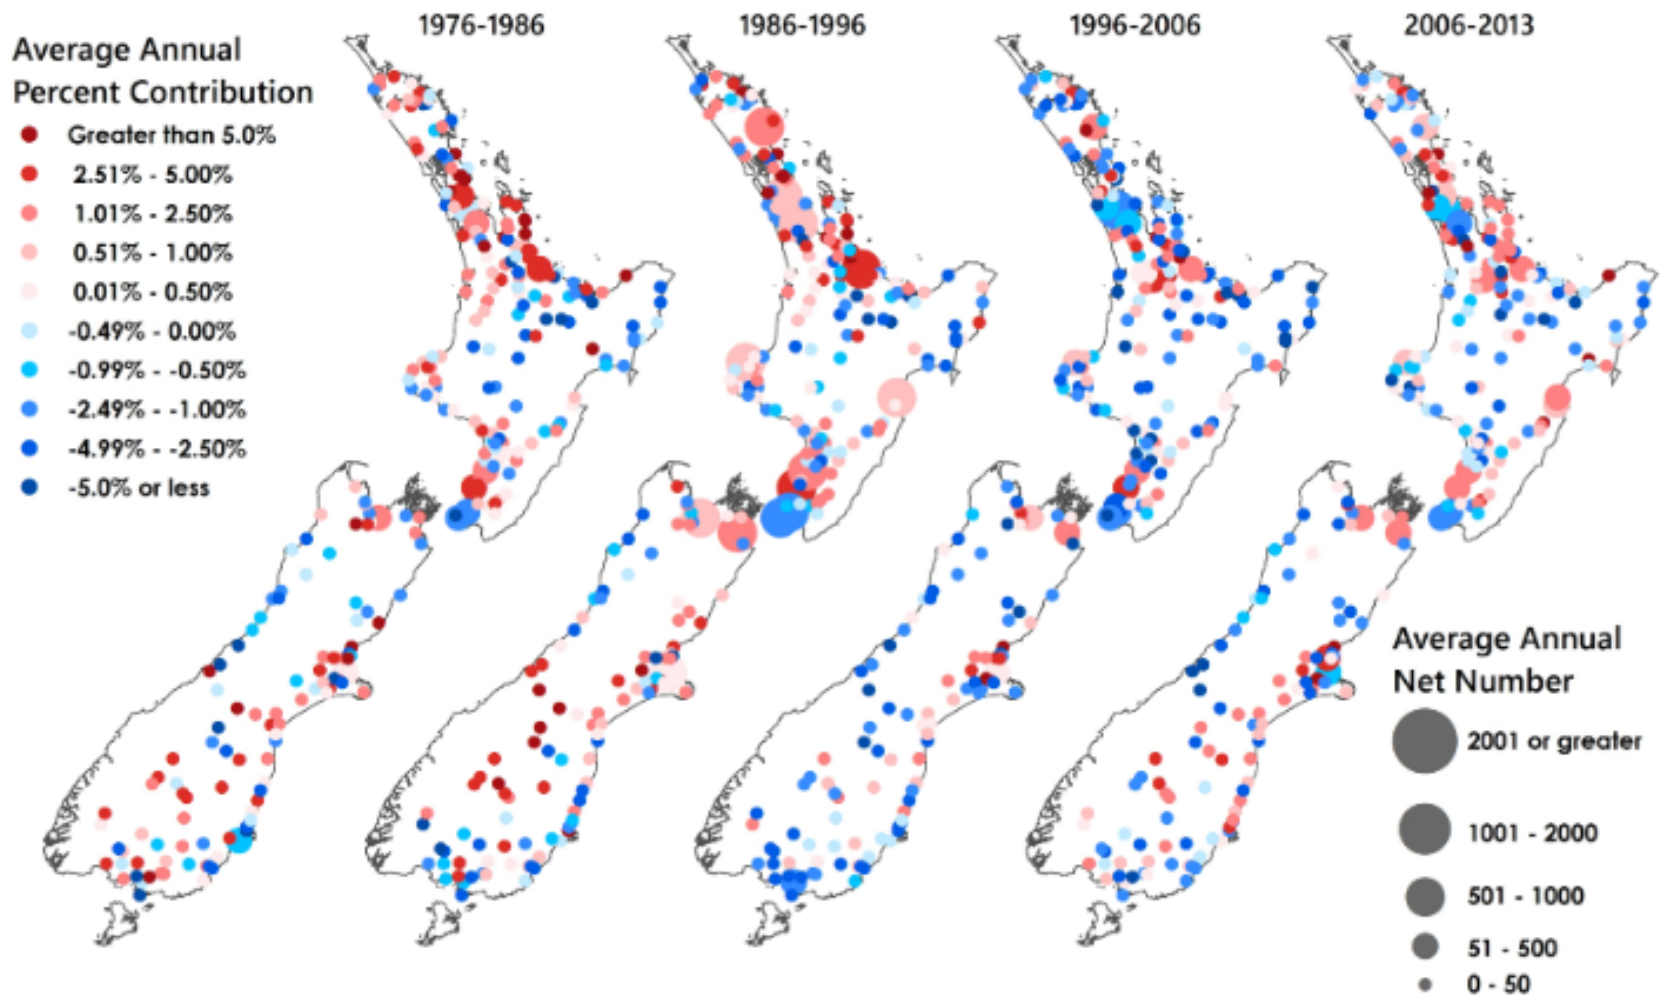 1976-1986
1986-1996
1996-2006
2006-2013
Average Annual
Percent Contribution
Greater than 5.0%
2.51% - 5.00%
1.01% - 2.50%
0.51% - 1.00%
0.01% - 0.50%
-0.49% - 0.00%
-0.99% - -0.50%
-2.49% - -1.00%
-4.99% - -2.50%
-5.0% or less
Average Annual
Net Number
2001 or greater
1001 - 2000
501 - 1000
51 - 500
0 - 50